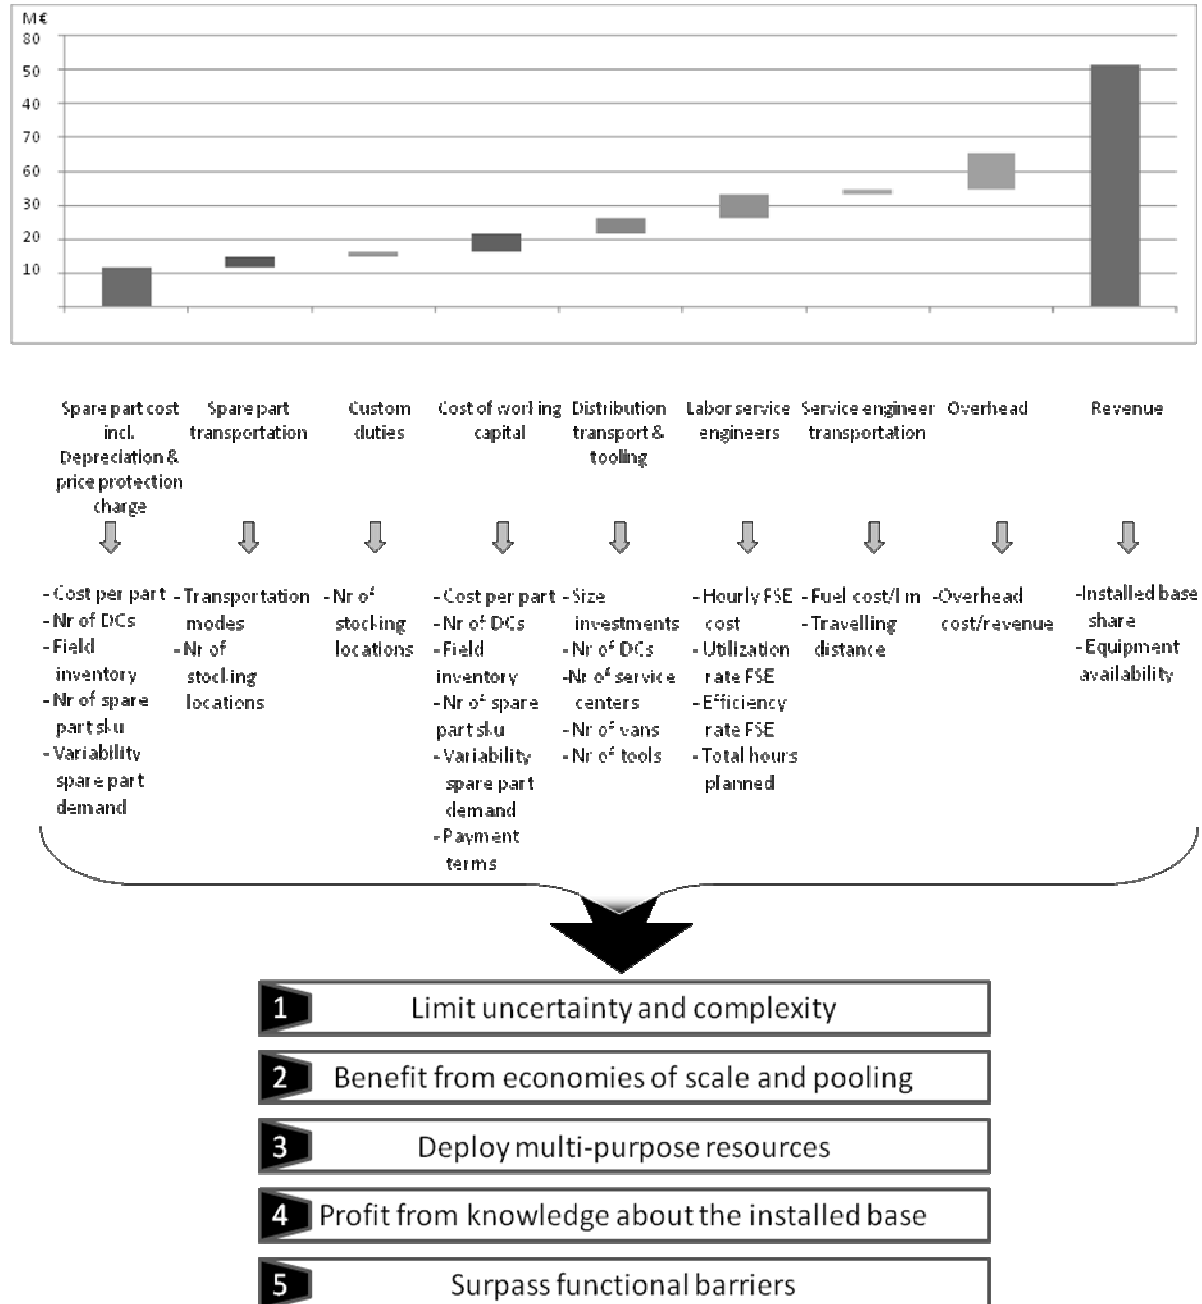 M€
80
50
40
70
60
30
20
10
Spare part cost
incl.
Depreciation &
price protection
charge
Spare part
transportation
Custom
duties
Cost of working
capital
Distribution
transport &
tooling
Labor service
engineers
Service engineer
transportation
Overhead
Revenue
- Cost per part
- Nr of DCs
- Field
inventory
- Nr of spare
part sku
- Variability
spare part
demand
- Transportation
modes
- Nr of
stocking
locations
- Nr of
stocking
locations
- Cost per part
- Nr of DCs
- Field
inventory
- Nr of spare
part sku
- Variability
spare part
demand
- Payment
terms
- Size
investments
- Nr of DCs
-Nr of service
centers
- Nr of vans
- Nr of tools
- Hourly FSE
cost
- Utilization
rate FSE
- Efficiency
rate FSE
- Total hours
planned
- Fuel cost/km
- Travelling
distance
-Overhead
cost/revenue
-Installed base
share
- Equipment
availability
1 Limit uncertainty and complexity
2 Benefit from economies of scale and pooling
3 Deploy multi-purpose resources
4 Profit from knowledge about the installed base
5 Surpass functional barriers